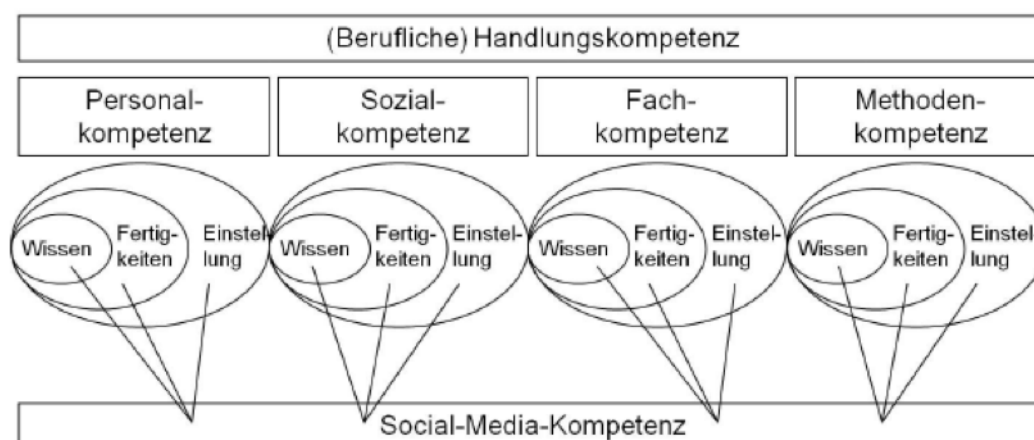 (Berufliche) Handlungskompetenz
Personal-
kompetenz
Sozial-
kompetenz
Fach-
kompetenz
Methoden-
kompetenz
Wissen
Fertig-
keiten
Einstel-
lung
Wissen
Fertig-
keiten
Einstel-
lung
Wissen
Fertig-
keiten
Einstel-
lung
Wissen
Fertig-
keiten
Einstel-
lung
Social-Media-Kompetenz